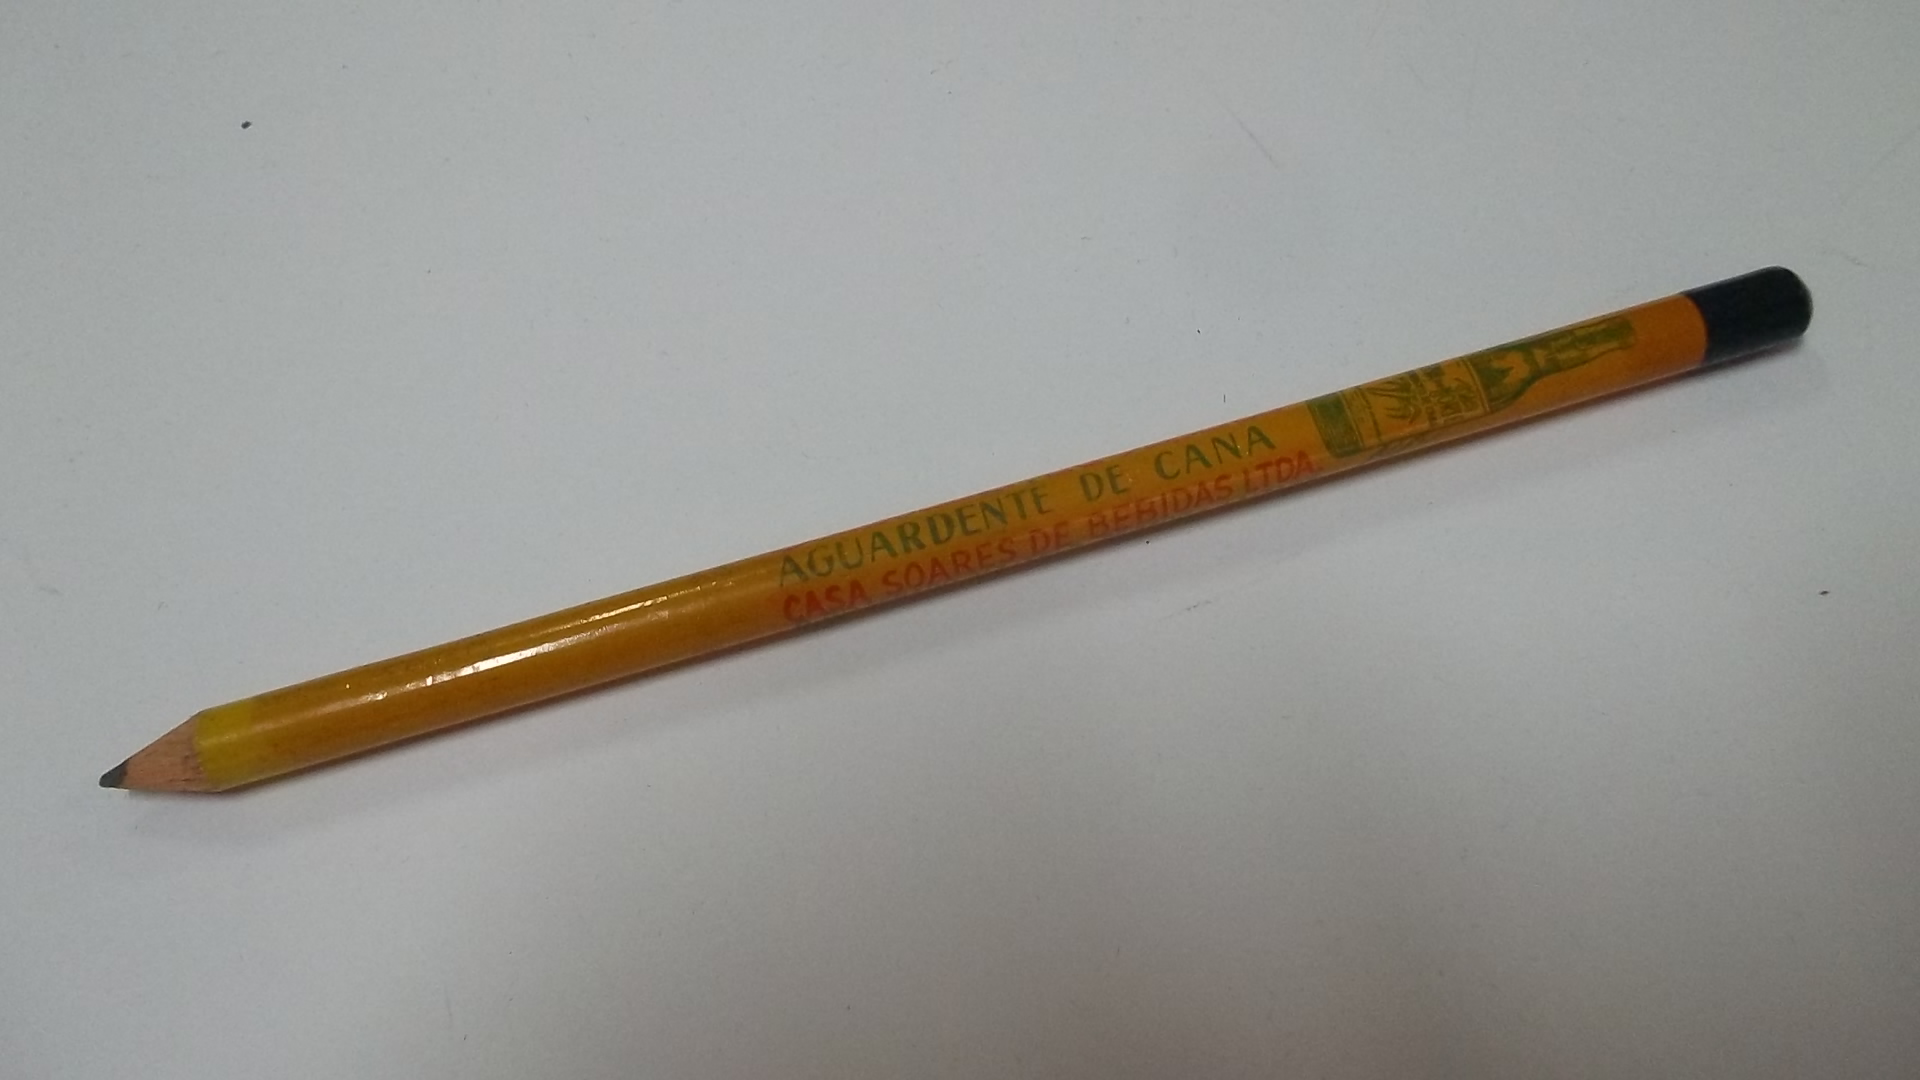 AGUARDENTE DE CANA
CASA SOARES DE BEBIDAS LTDA.